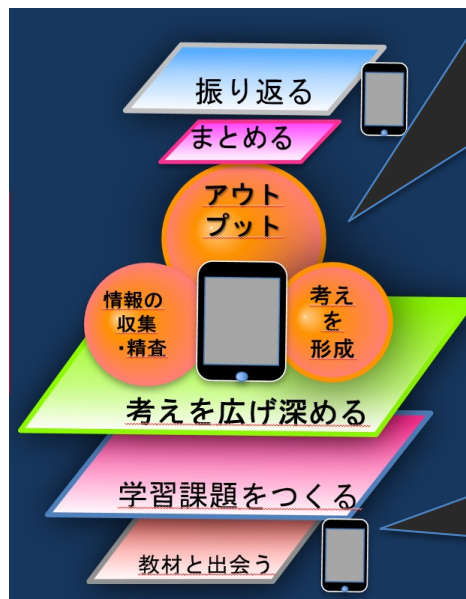 振り返る
まとめる
アウト
プット
情報の
収集
・精査
考え
を
形成
考えを広げ深める
学習課題をつくる
教材と出会う